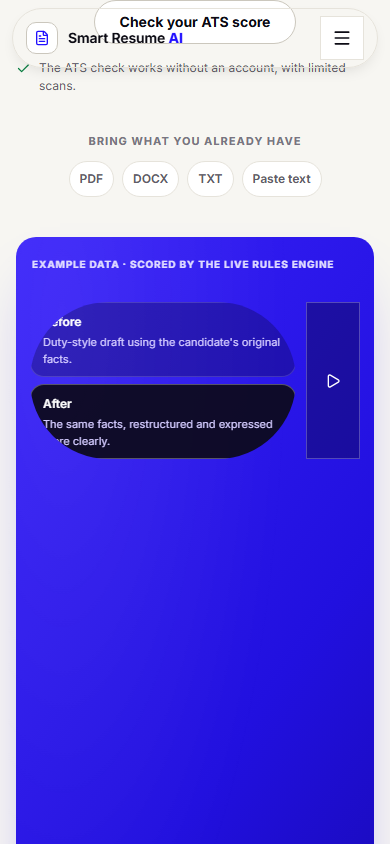 Check your ATS score
Smart Resume AI
The ATS check works without an account, with limited
scans.
BRING WHAT YOU ALREADY HAVE
PDF
DOCX
TXT
Paste text
EXAMPLE DATA · SCORED BY THE LIVE RULES ENGINE
efore
Duty-style draft using the candidate's original
facts.
After
The same facts, restructured and expressed
re clearly.